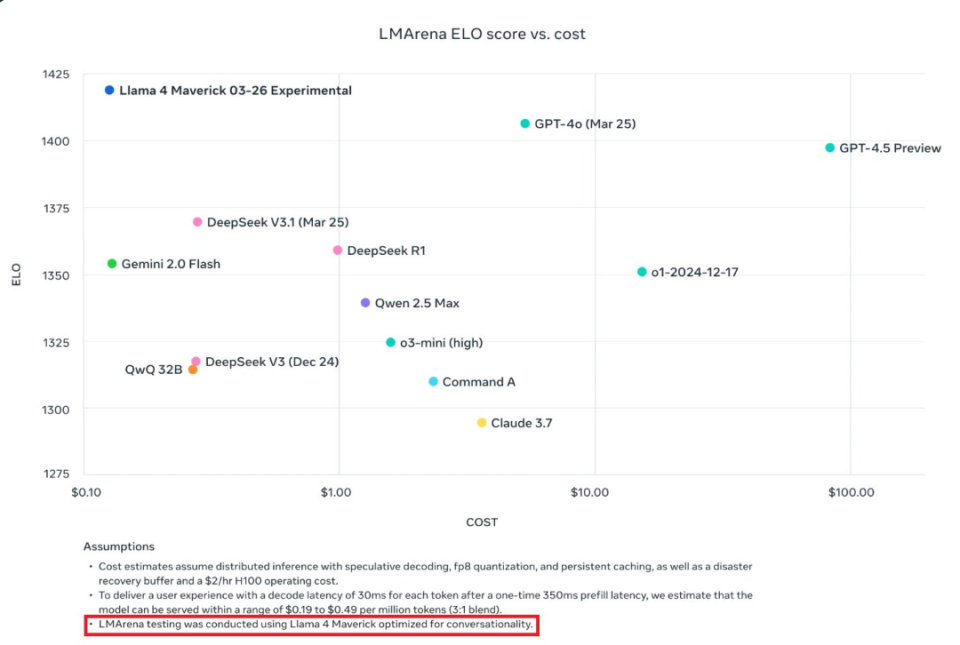 LMArena ELO score vs. cost
1425
Llama 4 Maverick 03-26 Experimental
GPT-4o (Mar 25)
1400
GPT-4.5 Preview
1375
DeepSeek V3.1 (Mar 25)
DeepSeek R1
Gemini 2.0 Flash
ELO
1350
o1-2024-12-17
Qwen 2.5 Max
1325
o3-mini (high)
DeepSeek V3 (Dec 24)
QwQ 32B
Command A
1300
Claude 3.7
1275
$0.10 $1.00 $10.00 $100.00
COST
Assumptions
• Cost estimates assume distributed inference with speculative decoding, fp8 quantization, and persistent caching, as well as a disaster
recovery buffer and a $2/hr H100 operating cost.
• To deliver a user experience with a decode latency of 30ms for each token after a one-time 350ms prefill latency, we estimate that the
model can be served within a range of $0.19 to $0.49 per million tokens (3:1 blend).
• LMArena testing was conducted using Llama 4 Maverick optimized for conversationality.